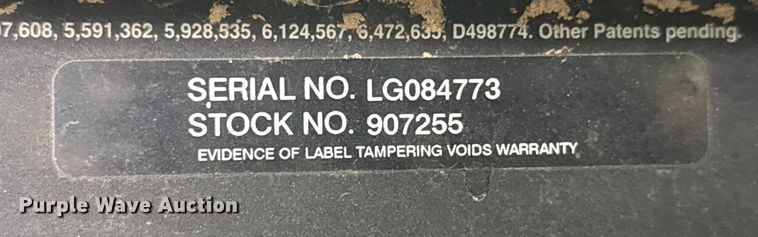 7,608, 5,591,362, 5,928,535, 6,124,567, 6,472,635, D498774. Other Patents pending.
SERIAL NO. LG084773
STOCK NO. 907255
EVIDENCE OF LABEL TAMPERING VOIDS WARRANTY
Purple Wave Auction